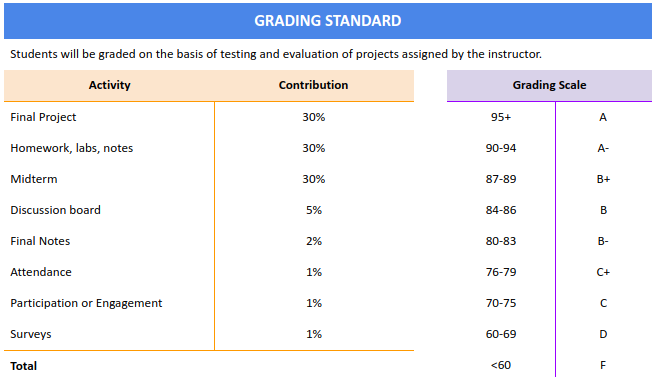 GRADING STANDARD
Students will be graded on the basis of testing and evaluation of projects assigned by the instructor.
Activity Contribution Grading Scale
Final Project 30% 95+ A
Homework, labs, notes 30% 90-94 A-
Midterm 30% 87-89 B+
Discussion board 5% 84-86 B
Final Notes 2% 80-83 B-
Attendance 1% 76-79 C+
Participation or Engagement 1% 70-75 C
Surveys 1% 60-69 D
Total <60 F